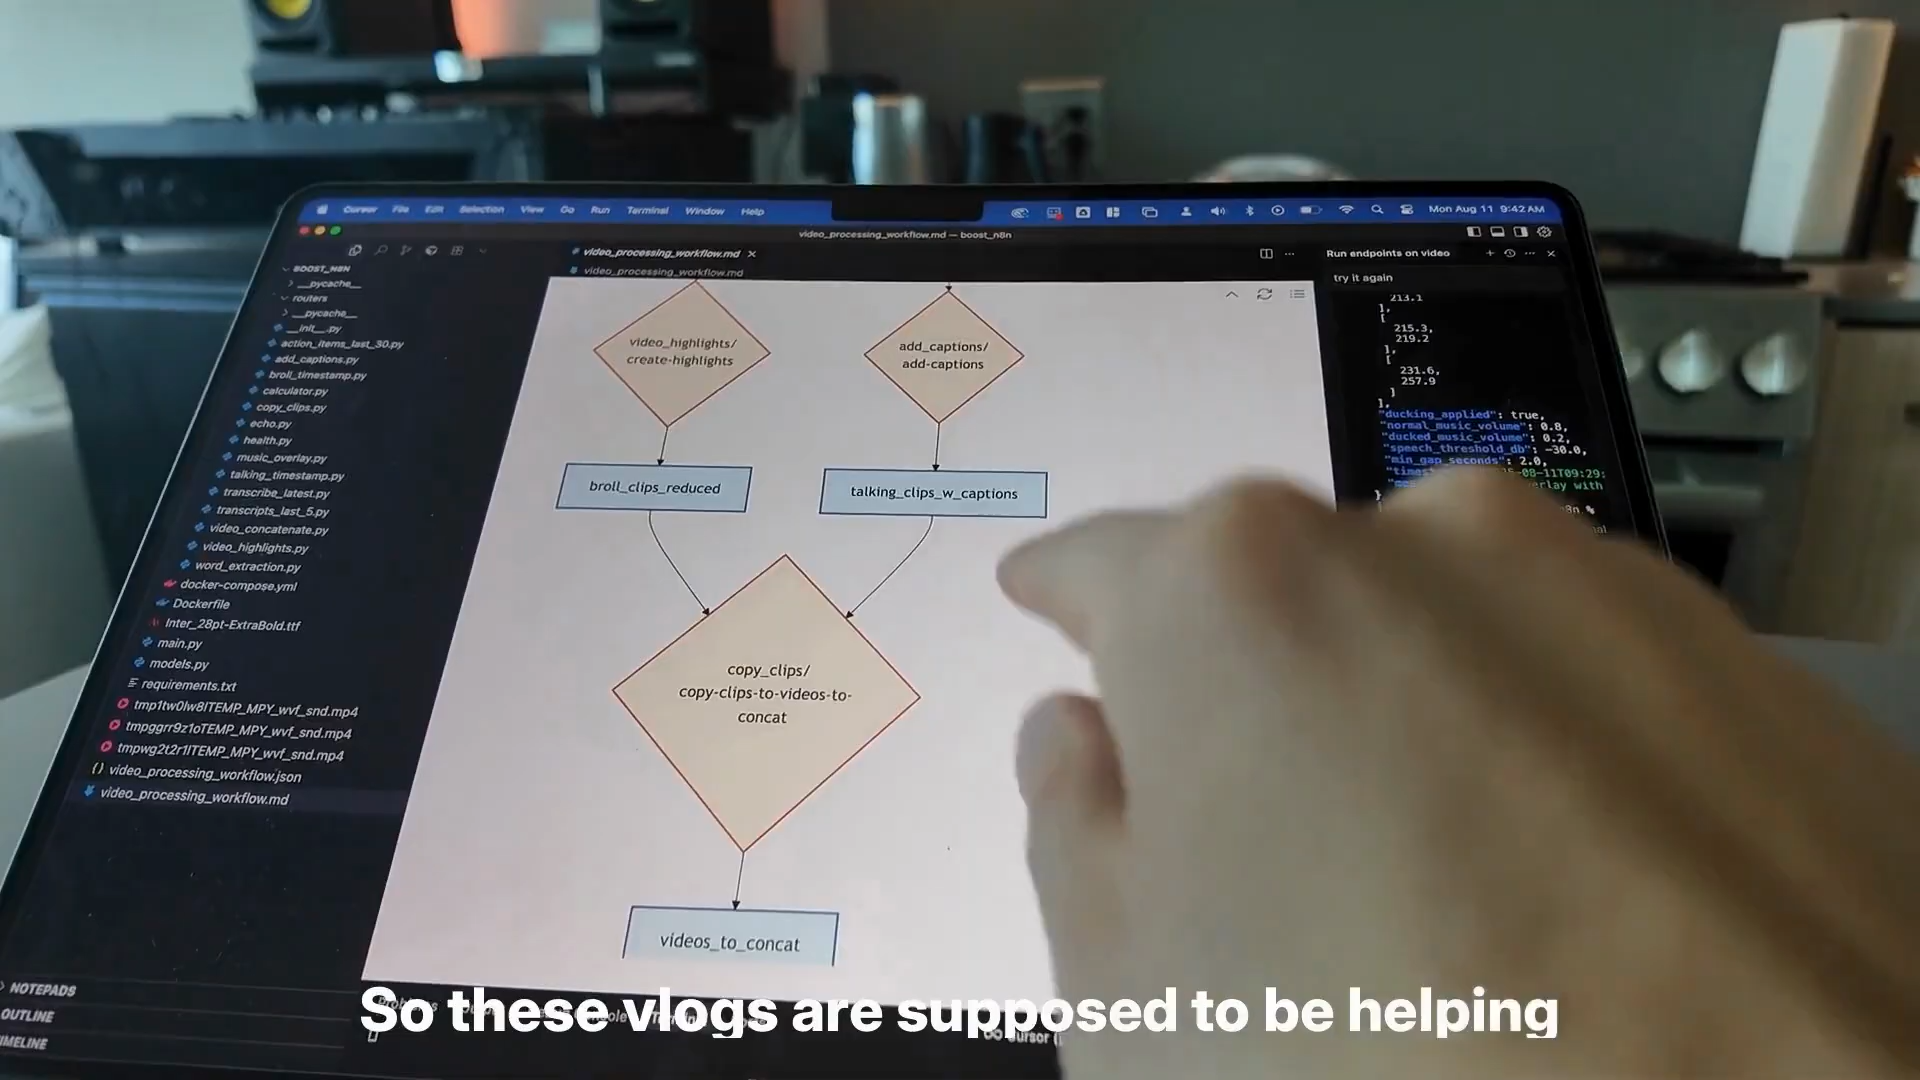 Cursor File Edit Selection View Go Run Terminal Window Help
Mon Aug 11 9:42 AM
video_processing_workflow.md — boost_n8n
video_processing_workflow.md
video_processing_workflow.md
BOOST_N8N
__pycache__
routers
__pycache__
__init__.py
action_items_last_30.py
add_captions.py
broll_timestamp.py
calculator.py
copy_clips.py
echo.py
health.py
music_overlay.py
talking_timestamp.py
transcribe_latest.py
transcripts_last_5.py
video_concatenate.py
video_highlights.py
word_extraction.py
docker-compose.yml
Dockerfile
Inter_28pt-ExtraBold.ttf
main.py
models.py
requirements.txt
video_processing_workflow.json
video_processing_workflow.md
NOTEPADS
OUTLINE
TIMELINE
video_highlights/
create-highlights
add_captions/
add-captions
broll_clips_reduced
talking_clips_w_captions
copy_clips/
copy-clips-to-videos-to-
concat
videos_to_concat
Run endpoints on video
try it again
213.1
],
[
215.3,
219.2
],
[
231.6,
257.9
]
],
"ducking_applied": true,
"normal_music_volume": 0.8,
"ducked_music_volume": 0.2,
"speech_threshold_db": -30.0,
"min_gap_seconds": 2.0,
So these vlogs are supposed to be helping